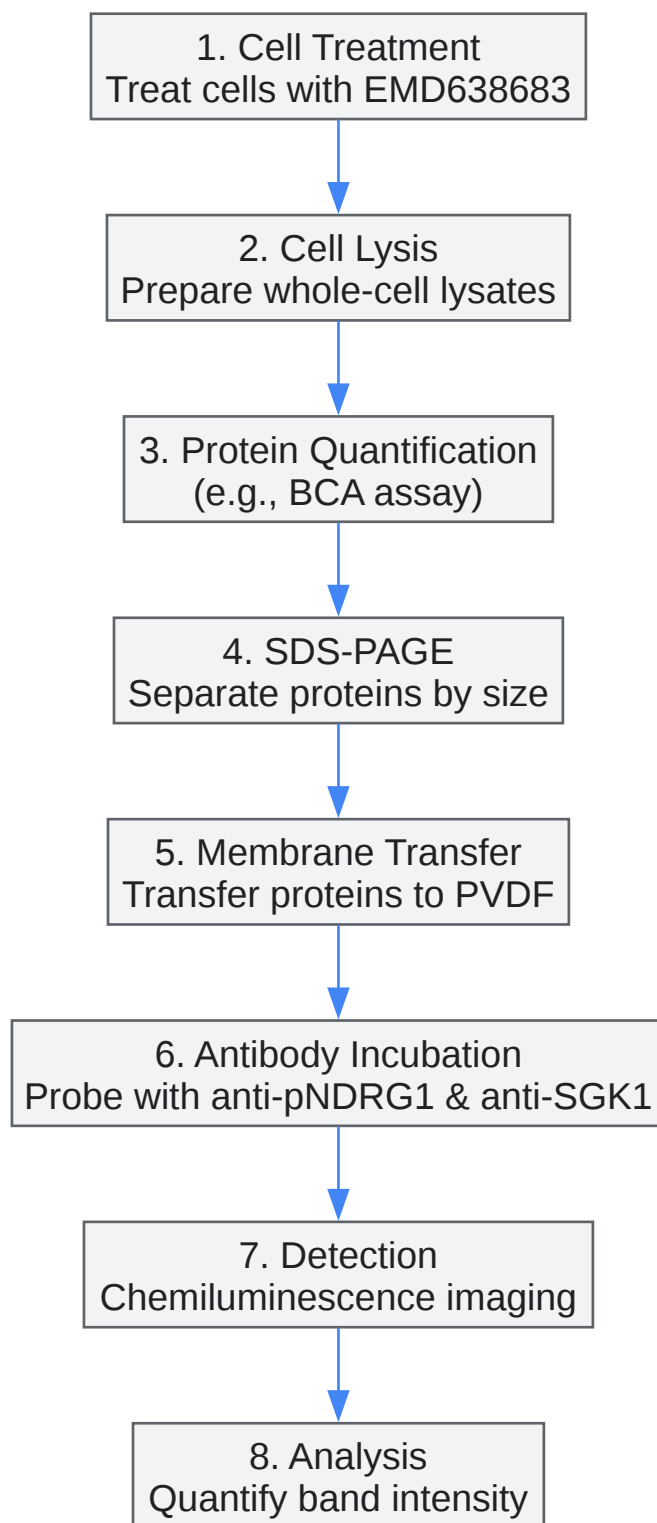 1. Cell Treatment
Treat cells with EMD638683
2. Cell Lysis
Prepare whole-cell lysates
3. Protein Quantification
(e.g., BCA assay)
4. SDS-PAGE
Separate proteins by size
5. Membrane Transfer
Transfer proteins to PVDF
6. Antibody Incubation
Probe with anti-pNDRG1 & anti-SGK1
7. Detection
Chemiluminescence imaging
8. Analysis
Quantify band intensity